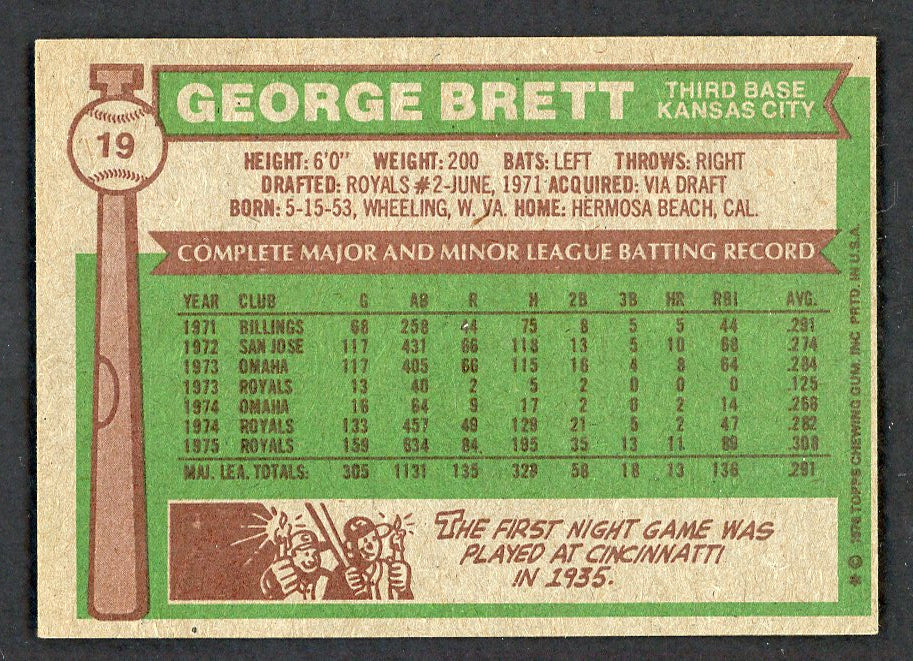 19
GEORGE BRETT
THIRD BASE
KANSAS CITY
HEIGHT: 6'0" WEIGHT: 200 BATS: LEFT THROWS: RIGHT
DRAFTED: ROYALS #2-JUNE, 1971 ACQUIRED: VIA DRAFT
BORN: 5-15-53, WHEELING, W. VA. HOME: HERMOSA BEACH, CAL.
COMPLETE MAJOR AND MINOR LEAGUE BATTING RECORD
YEAR CLUB G AB R H 2B 3B HR RBI AVG.
1971 BILLINGS 68 258 44 75 8 5 5 44 .291
1972 SAN JOSE 117 431 66 118 13 5 10 68 .274
1973 OMAHA 117 405 66 115 16 4 8 64 .284
1973 ROYALS 13 40 2 5 2 0 0 0 .125
1974 OMAHA 16 64 9 17 2 0 2 14 .266
1974 ROYALS 133 457 49 129 21 5 2 47 .282
1975 ROYALS 159 634 84 195 35 13 11 89 .308
MAJ. LEA. TOTALS: 305 1131 135 329 58 18 13 136 .291
THE FIRST NIGHT GAME WAS
PLAYED AT CINCINNATTI
IN 1935.
* © 1976 TOPPS CHEWING GUM, INC. PRTD. IN U.S.A.